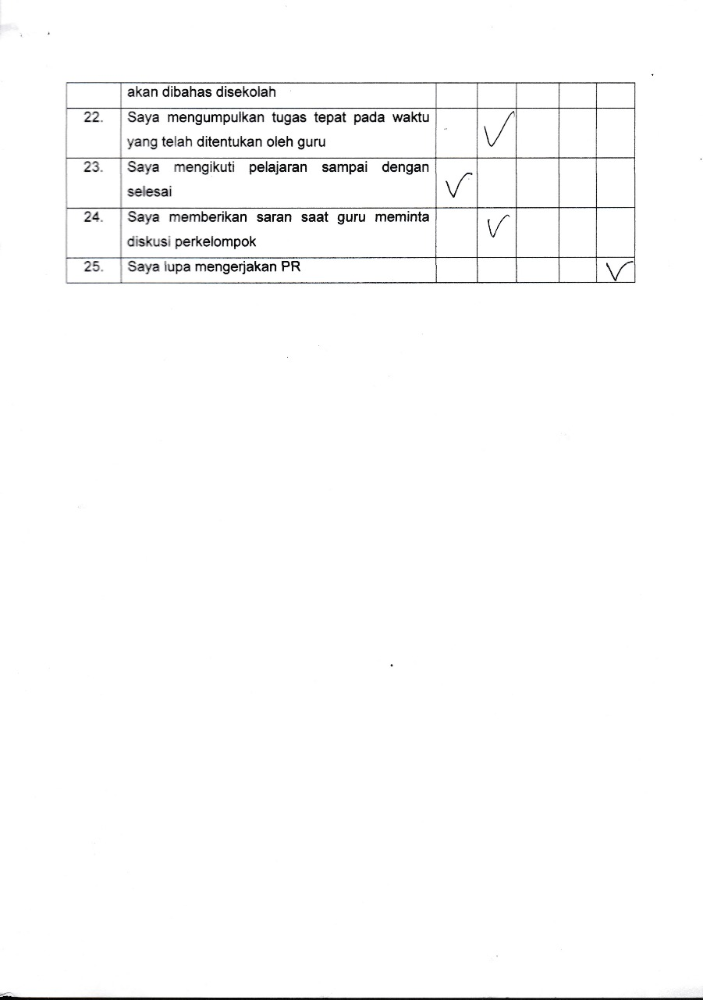 akan dibahas disekolah
22. Saya mengumpulkan tugas tepat pada waktu
yang telah ditentukan oleh guru
23. Saya mengikuti pelajaran sampai dengan
selesai
24. Saya memberikan saran saat guru meminta
diskusi perkelompok
25. Saya lupa mengerjakan PR